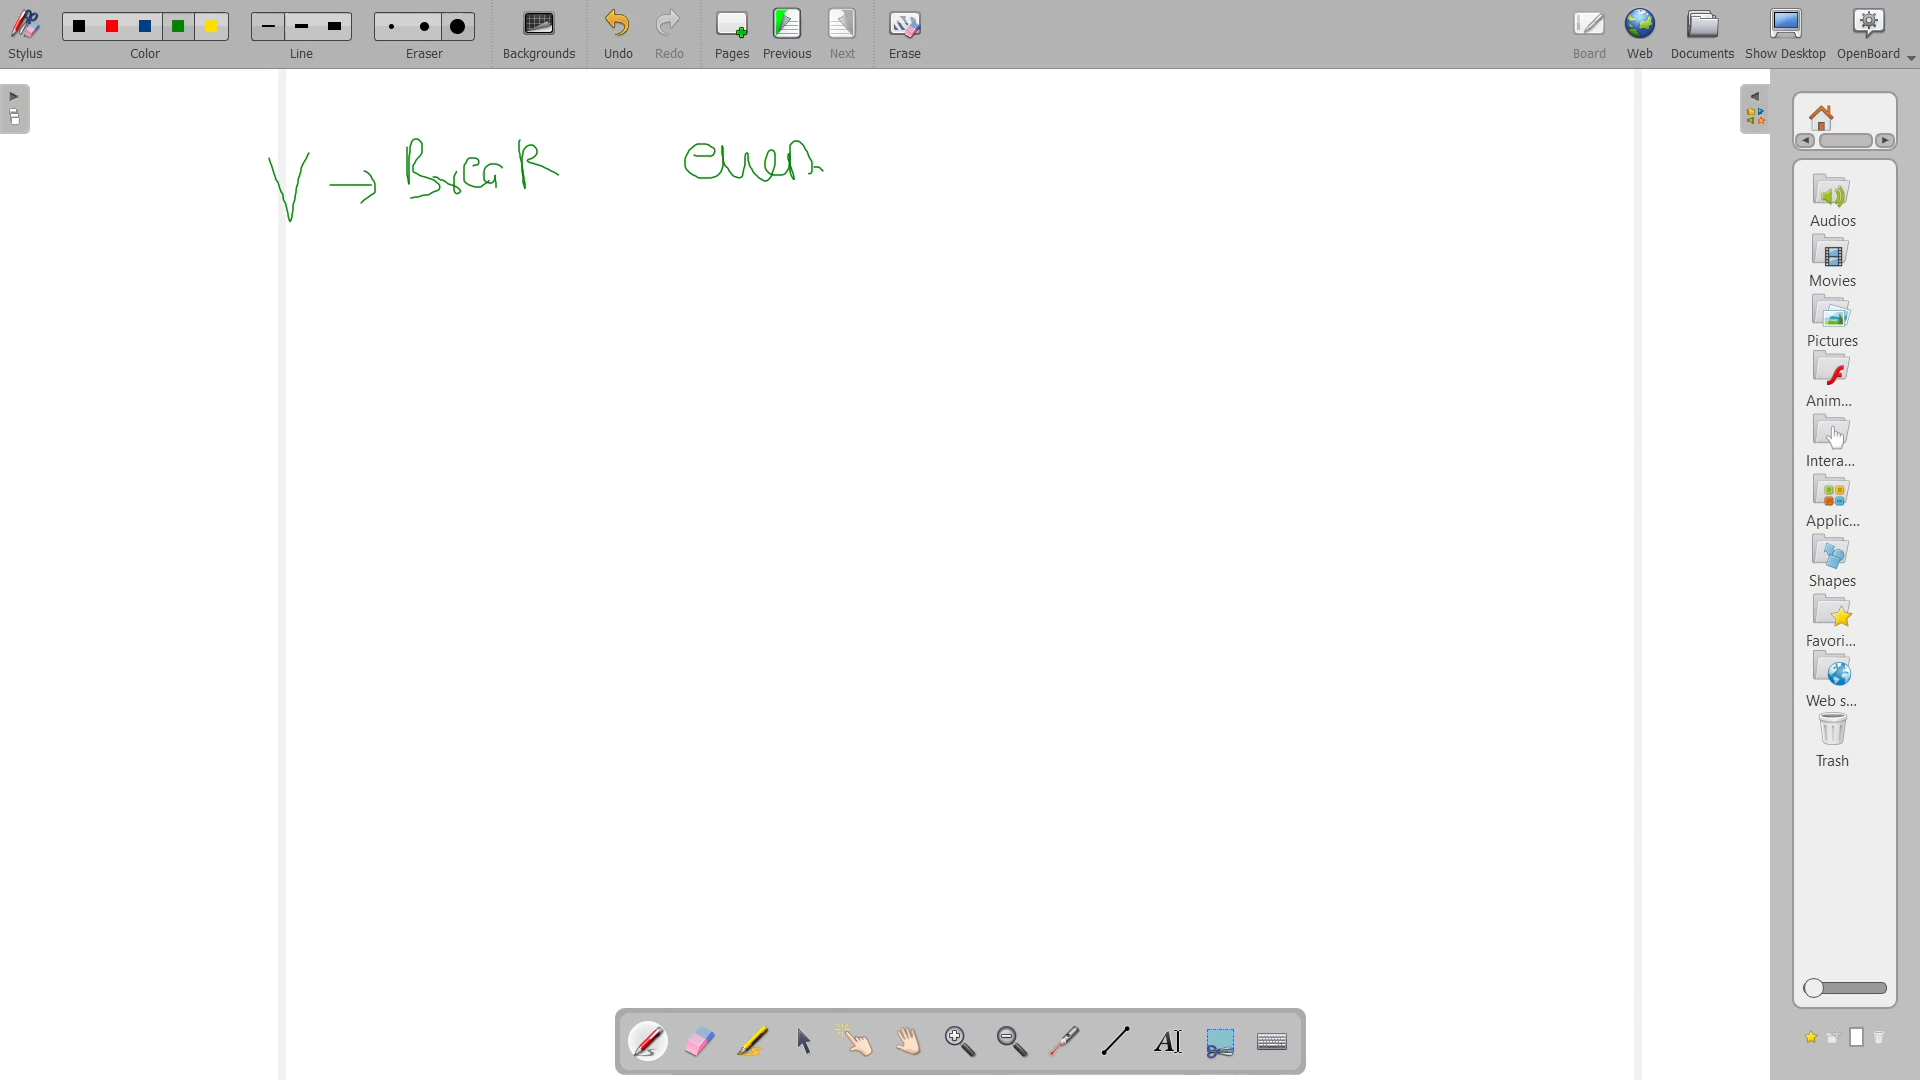 Stylus Color Line Eraser Backgrounds Undo Redo Pages Previous Next Erase Board Web Documents Show Desktop OpenBoard
V → Break even
Audios
Movies
Pictures
Anim...
Intera...
Applic...
Shapes
Favori...
Web s...
Trash